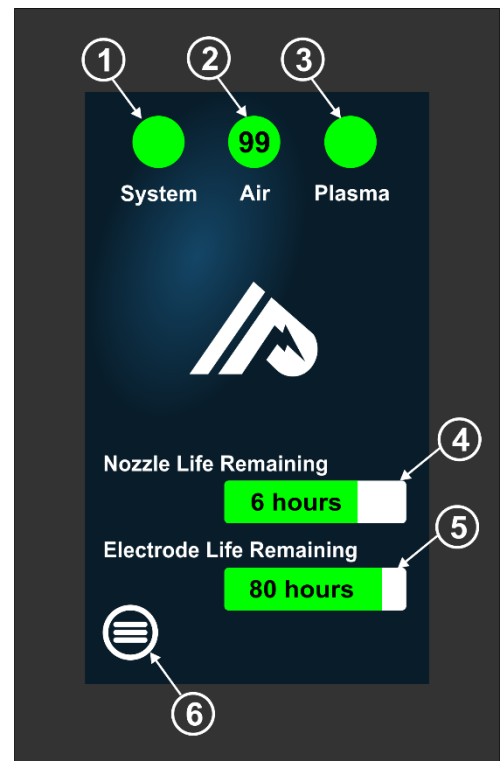 1 2 3
99
System Air Plasma
Nozzle Life Remaining
4
6 hours
5
Electrode Life Remaining
80 hours
6